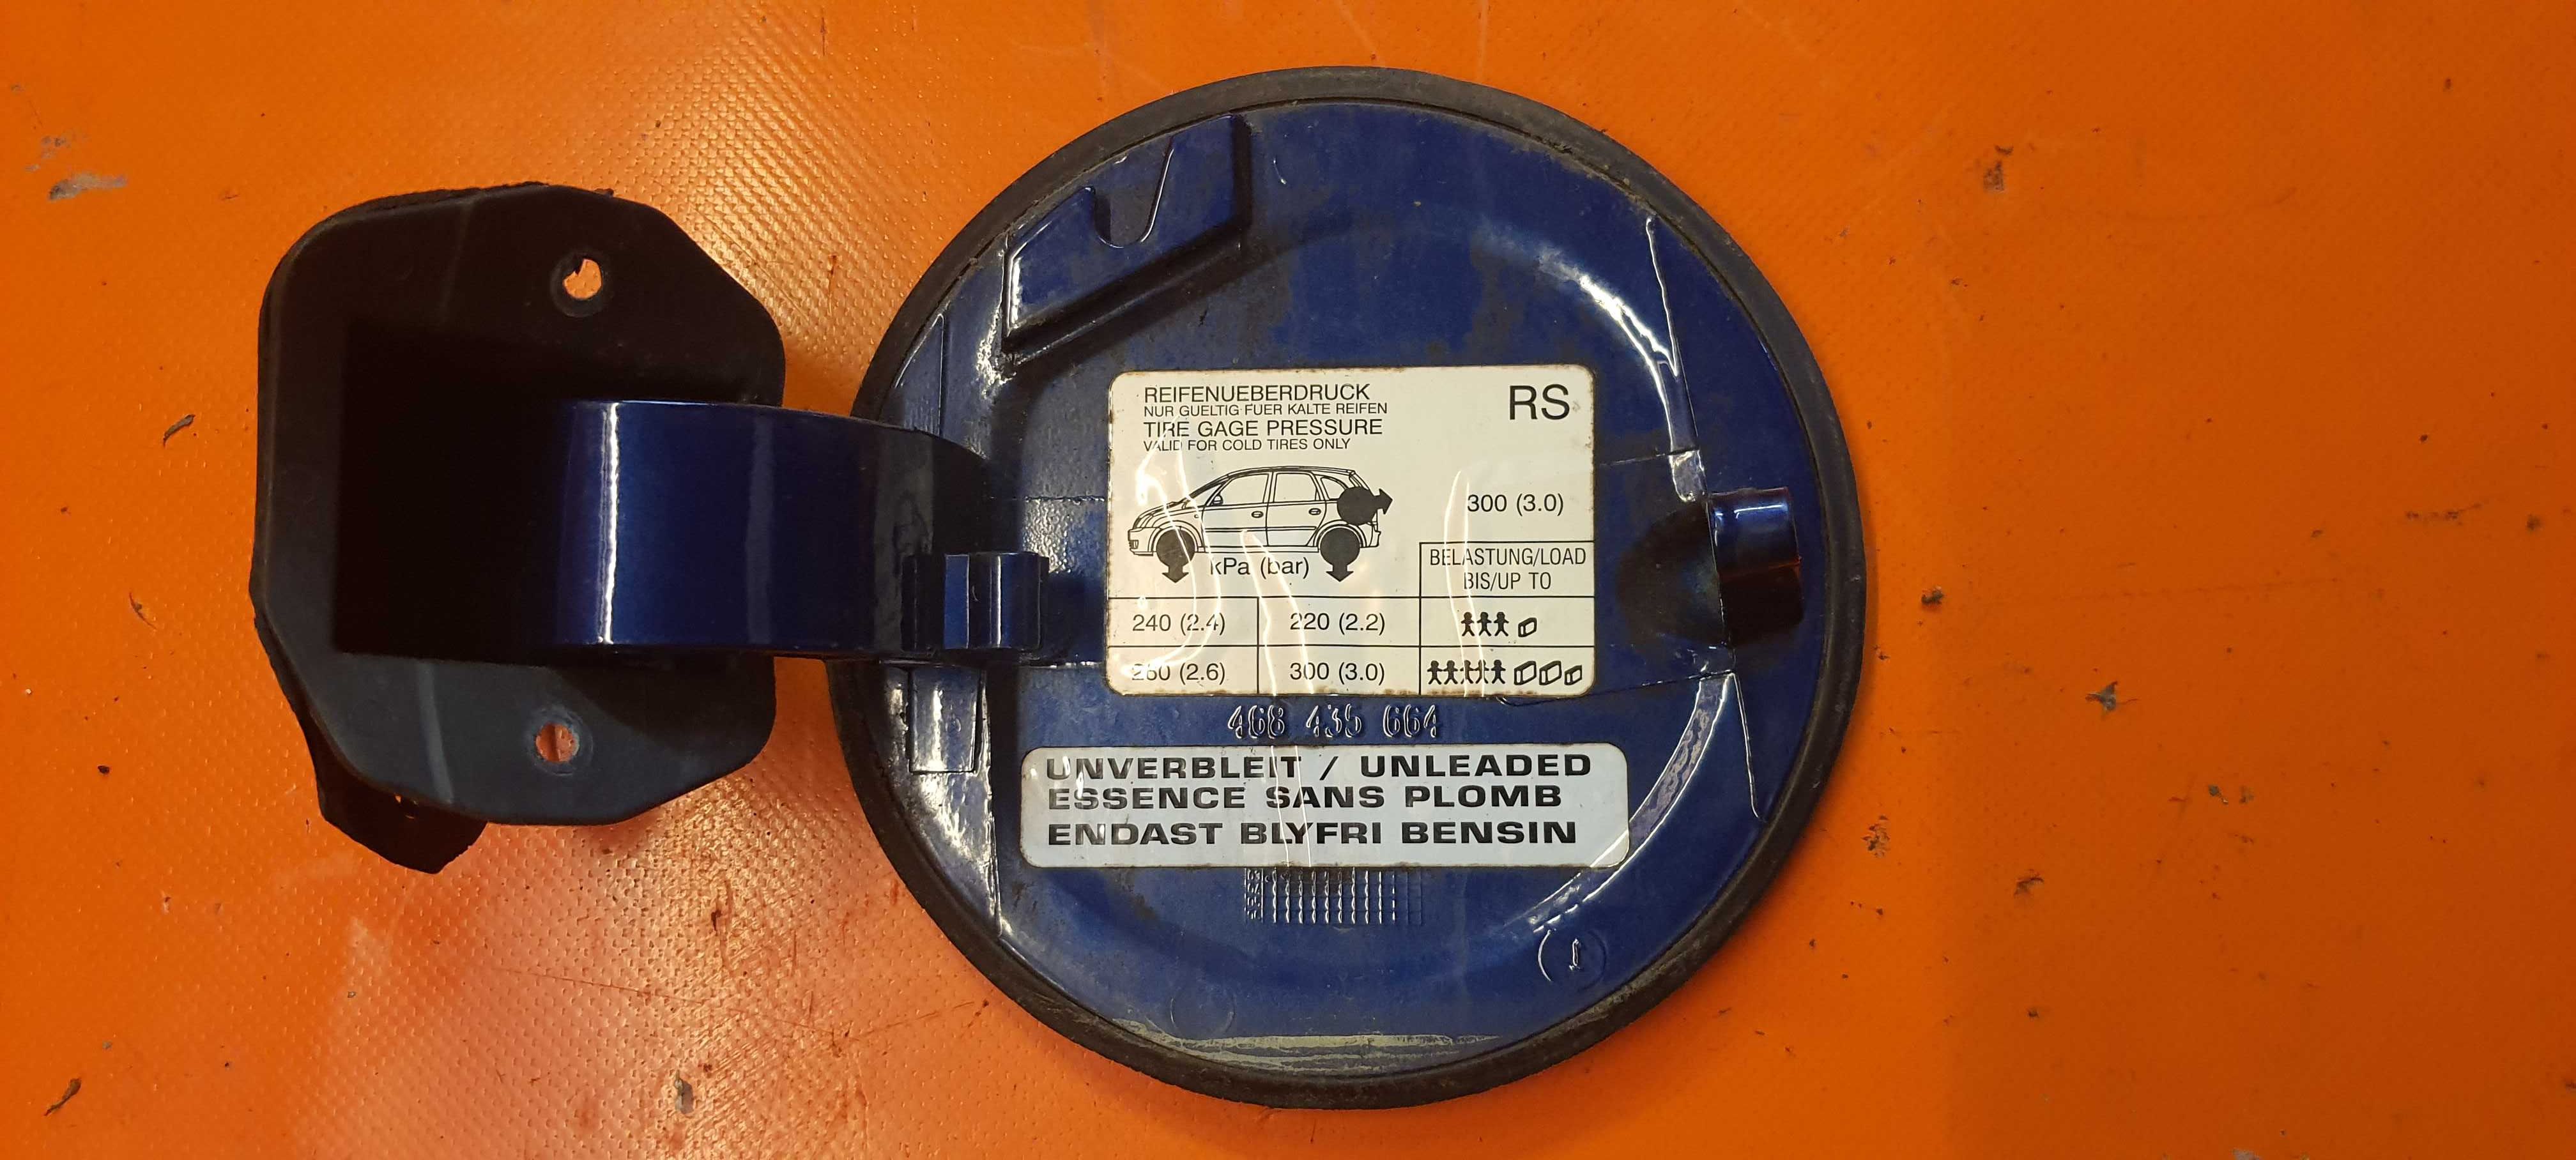 REIFENUEBERDRUCK
NUR GUELTIG FUER KALTE REIFEN
TIRE GAGE PRESSURE
VALID FOR COLD TIRES ONLY
RS
300 (3.0)
kPa (bar)
BELASTUNG/LOAD
BIS/UP TO
240 (2.4) 220 (2.2)
260 (2.6) 300 (3.0)
468 435 664
UNVERBLEIT / UNLEADED
ESSENCE SANS PLOMB
ENDAST BLYFRI BENSIN
1